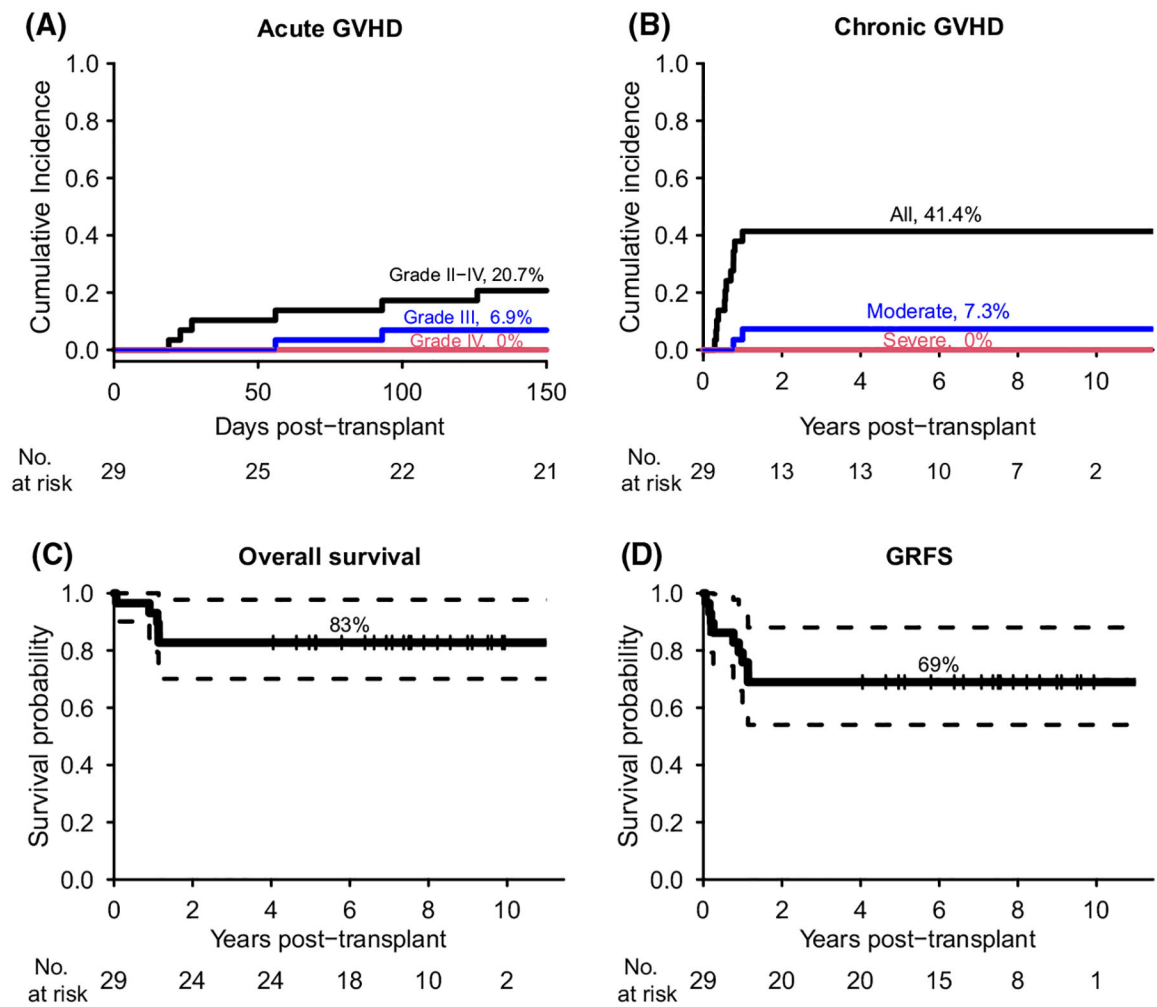 (A)
Acute GVHD
Cumulative Incidence
1.0
0.8
0.6
0.4
0.2
0.0
Grade II−IV, 20.7%
Grade III, 6.9%
Grade IV, 0%
0 50 100 150
Days post−transplant
No.
at risk 29 25 22 21
(B)
Chronic GVHD
Cumulative incidence
1.0
0.8
0.6
0.4
0.2
0.0
All, 41.4%
Moderate, 7.3%
Severe, 0%
0 2 4 6 8 10
Years post−transplant
No.
at risk 29 13 13 10 7 2
(C)
Overall survival
Survival probability
1.0
0.8
0.6
0.4
0.2
0.0
83%
0 2 4 6 8 10
Years post−transplant
No.
at risk 29 24 24 18 10 2
(D)
GRFS
Survival probability
1.0
0.8
0.6
0.4
0.2
0.0
69%
0 2 4 6 8 10
Years post−transplant
No.
at risk 29 20 20 15 8 1